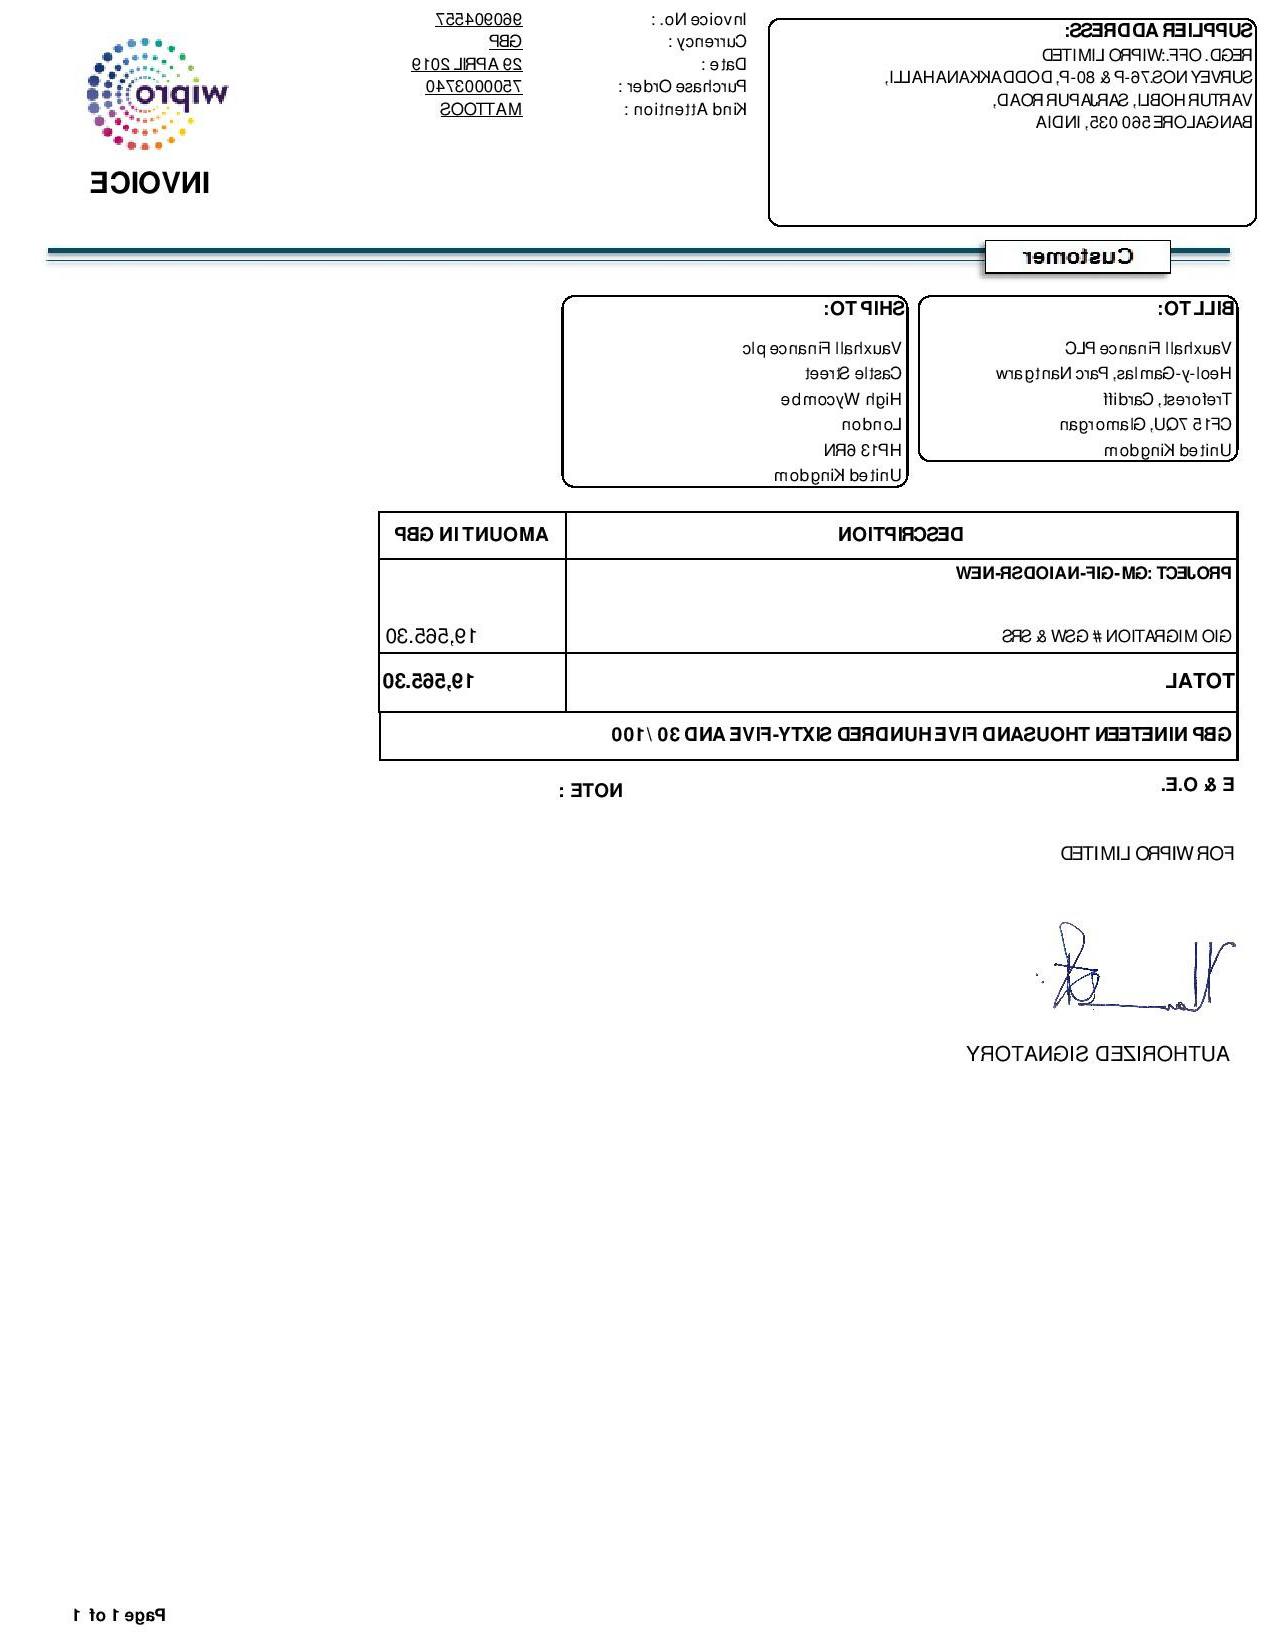 SUPPLIER ADDRESS:
REGD. OFF.:WIPRO LIMITED
SURVEY NOS76-P & 80-P, DODDAKKANAHALLI,
VARTUR HOBLI, SARJAPUR ROAD,
BANGALORE 560 035, INDIA
Invoice No. : 960904557
Currency : GBP
Date : 29 APRIL 2019
Purchase Order : 7500003740
Kind Attention : MATTOOS
wipro
INVOICE
Customer
BILL TO:
Vauxhall Finance PLC
Heol-y-Gamlas, Parc Nantgarw
Treforest, Cardiff
CF15 7QU, Glamorgan
United Kingdom
SHIP TO:
Vauxhall Finance plc
Castle Street
High Wycombe
London
HP13 6RN
United Kingdom
DESCRIPTION AMOUNT IN GBP
PROJECT :GM-GIF-NAIODSR-NEW
GIO MIGRATION # GSW & SRS 19,565.30
TOTAL 19,565.30
GBP NINETEEN THOUSAND FIVE HUNDRED SIXTY-FIVE AND 30 / 100
E & O.E.
NOTE :
FOR WIPRO LIMITED
AUTHORIZED SIGNATORY
Page 1 of 1